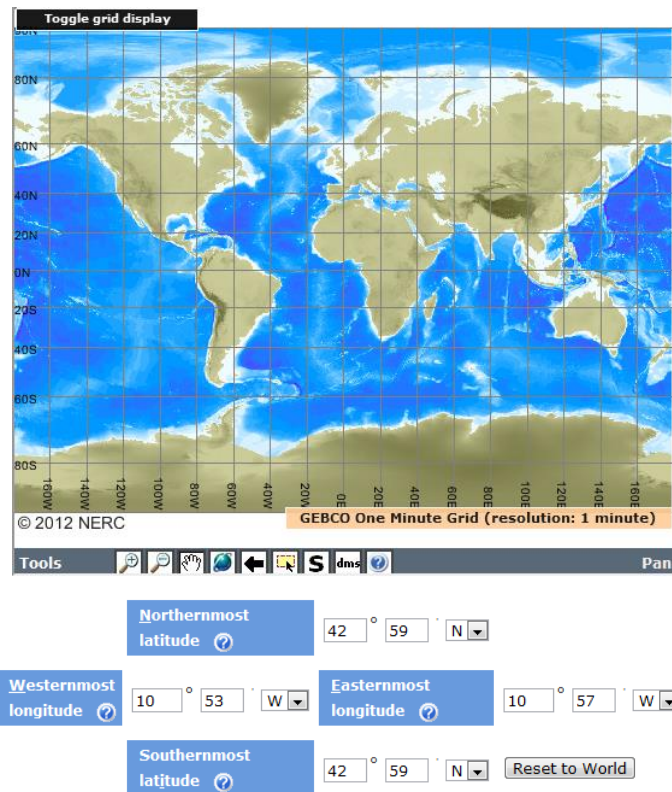 Toggle grid display
80N
60N
40N
20N
0N
20S
40S
60S
80S
160W 140W 120W 100W 80W 60W 40W 20W 0E 20E 40E 60E 80E 100E 120E 140E 160E
© 2012 NERC
GEBCO One Minute Grid (resolution: 1 minute)
Tools S dms ? Pan
Northernmost
latitude ? 42 ° 59 ' N
Westernmost
longitude ? 10 ° 53 ' W
Easternmost
longitude ? 10 ° 57 ' W
Southernmost
latitude ? 42 ° 59 ' N Reset to World